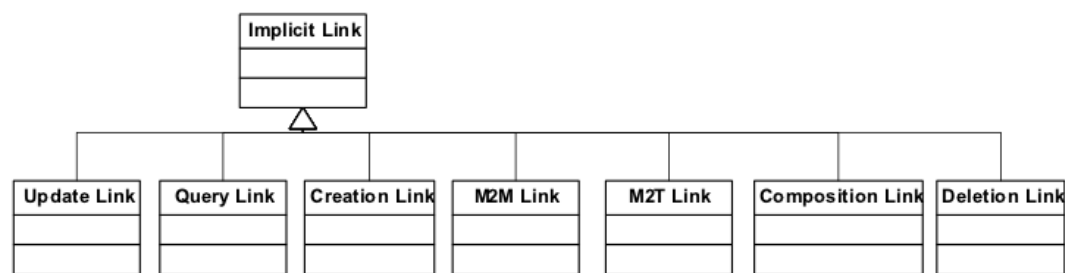 Implicit Link
Update Link
Query Link
Creation Link
M2M Link
M2T Link
Composition Link
Deletion Link